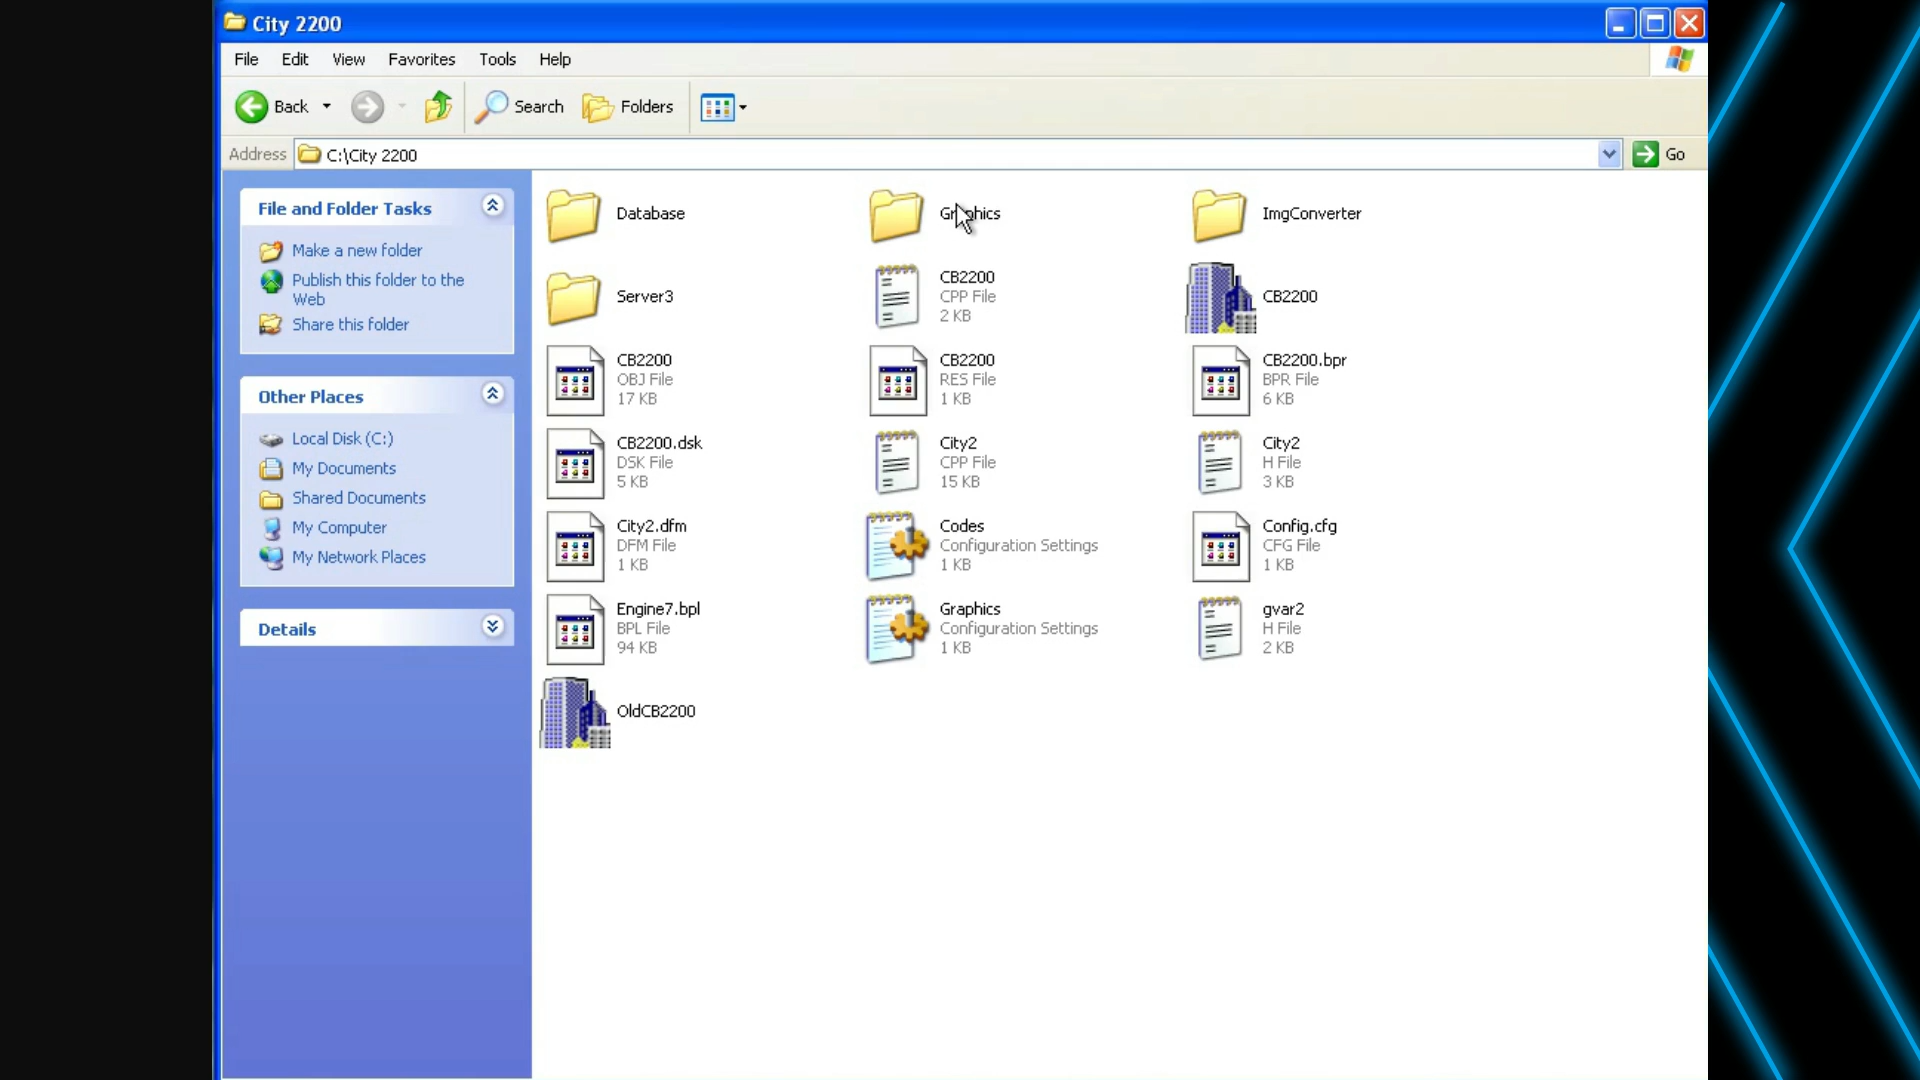 City 2200
File Edit View Favorites Tools Help
Back Search Folders
Address C:\City 2200 Go
File and Folder Tasks
Make a new folder
Publish this folder to the
Web
Share this folder
Other Places
Local Disk (C:)
My Documents
Shared Documents
My Computer
My Network Places
Details
Database
Graphics
ImgConverter
Server3
CB2200
CPP File
2 KB
CB2200
CB2200
OBJ File
17 KB
CB2200
RES File
1 KB
CB2200.bpr
BPR File
6 KB
CB2200.dsk
DSK File
5 KB
City2
CPP File
15 KB
City2
H File
3 KB
City2.dfm
DFM File
1 KB
Codes
Configuration Settings
1 KB
Config.cfg
CFG File
1 KB
Engine7.bpl
BPL File
94 KB
Graphics
Configuration Settings
1 KB
gvar2
H File
2 KB
OldCB2200